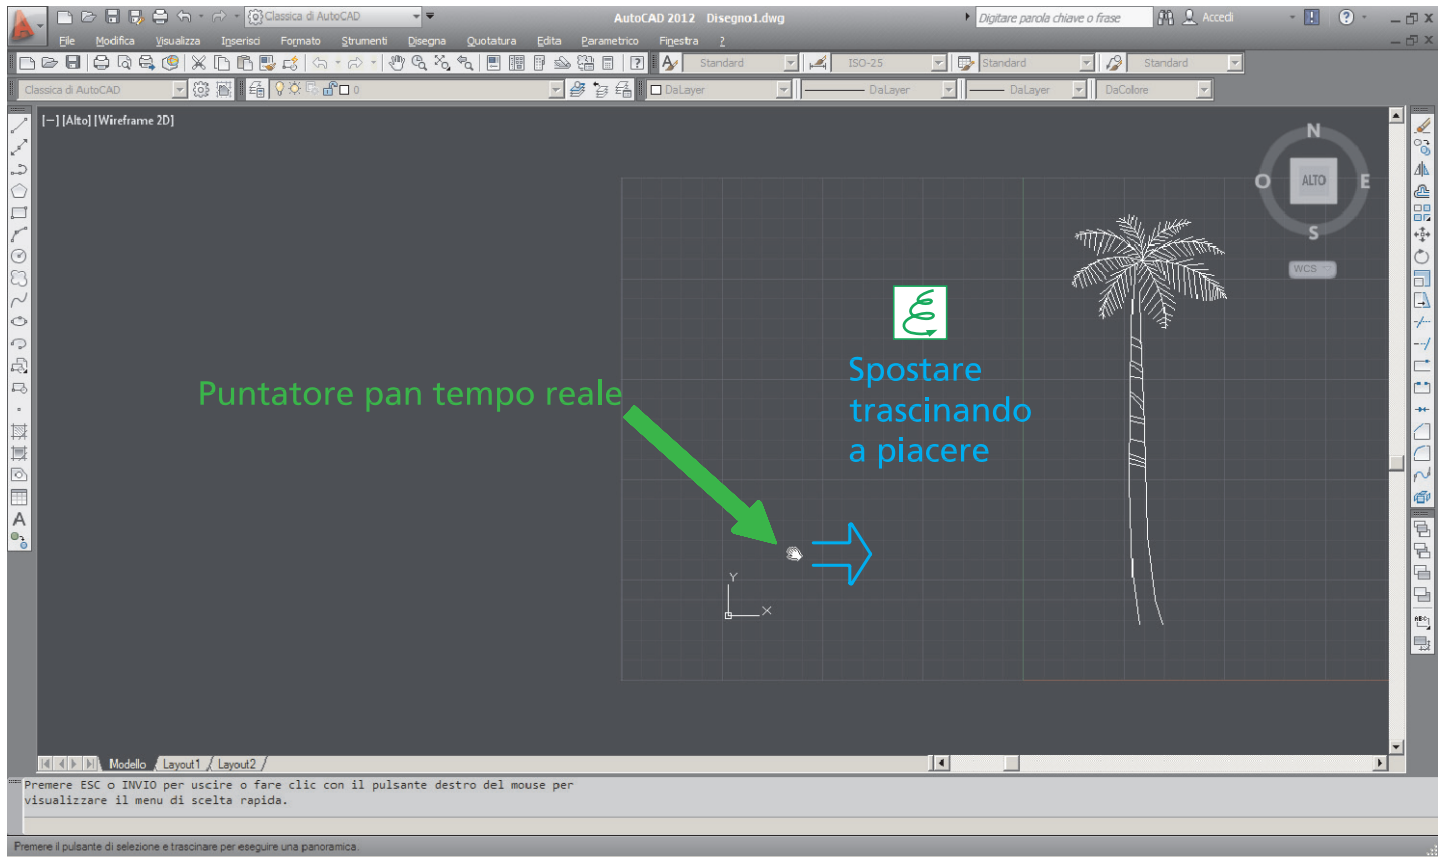 Classica di AutoCAD
AutoCAD 2012 Disegno1.dwg
Digitare parola chiave o frase
Accedi
File Modifica Visualizza Inserisci Formato Strumenti Disegna Quotatura Edita Parametrico Finestra ?
Standard ISO-25 Standard Standard
Classica di AutoCAD 0 DaLayer DaLayer DaLayer DaColore
[−] [Alto] [Wireframe 2D]
N
O ALTO E
S
WCS
Puntatore pan tempo reale
Spostare
trascinando
a piacere
Y
X
Modello Layout1 Layout2
Premere ESC o INVIO per uscire o fare clic con il pulsante destro del mouse per
visualizzare il menu di scelta rapida.
Premere il pulsante di selezione e trascinare per eseguire una panoramica.